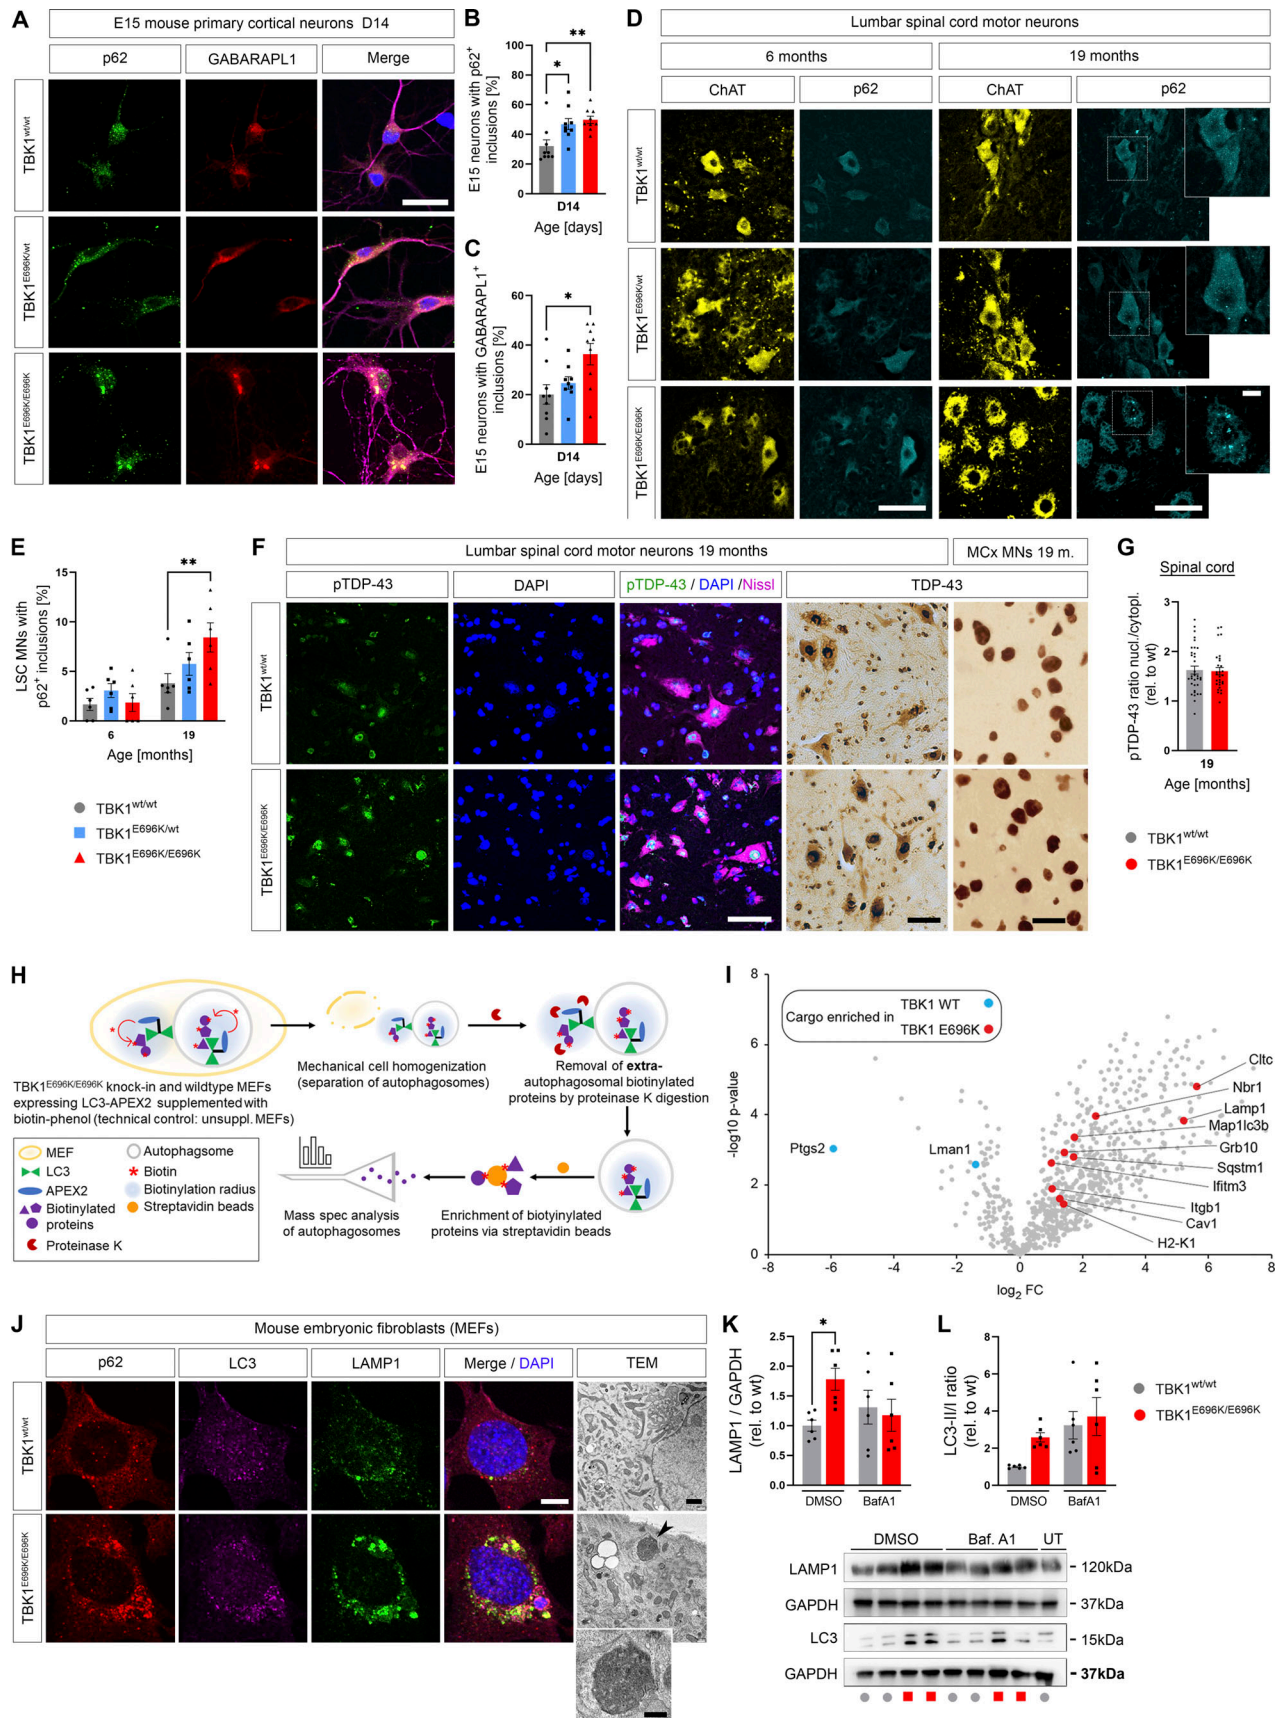 A
E15 mouse primary cortical neurons D14
p62
GABARAPL1
Merge
TBK1wt/wt
TBK1E696K/wt
TBK1E696K/E696K
B
E15 neurons with p62+
inclusions [%]
100
80
60
40
20
0
*
**
D14
Age [days]
C
E15 neurons with GABARAPL1+
inclusions [%]
60
40
20
0
*
D14
Age [days]
D
Lumbar spinal cord motor neurons
6 months
19 months
ChAT
p62
ChAT
p62
TBK1wt/wt
TBK1E696K/wt
TBK1E696K/E696K
E
LSC MNs with
p62+ inclusions [%]
15
10
5
0
**
6
19
Age [months]
TBK1wt/wt
TBK1E696K/wt
TBK1E696K/E696K
F
Lumbar spinal cord motor neurons 19 months
MCx MNs 19 m.
pTDP-43
DAPI
pTDP-43 / DAPI /Nissl
TDP-43
TBK1wt/wt
TBK1E696K/E696K
G
Spinal cord
pTDP-43 ratio nucl./cytopl.
(rel. to wt)
3
2
1
0
19
Age [months]
TBK1wt/wt
TBK1E696K/E696K
H
TBK1E696K/E696K knock-in and wildtype MEFs
expressing LC3-APEX2 supplemented with
biotin-phenol (technical control: unsuppl. MEFs)
Mechanical cell homogenization
(separation of autophagosomes)
Removal of extra-
autophagosomal biotinylated
proteins by proteinase K digestion
MEF
LC3
APEX2
Biotinylated
proteins
Proteinase K
Autophagsome
Biotin
Biotinylation radius
Streptavidin beads
Mass spec analysis
of autophagosomes
Enrichment of biotyinylated
proteins via streptavidin beads
I
-log10 p-value
8
6
4
2
0
Cargo enriched in
TBK1 WT
TBK1 E696K
Ptgs2
Lman1
Cltc
Nbr1
Lamp1
Map1lc3b
Grb10
Sqstm1
Ifitm3
Itgb1
Cav1
H2-K1
-8
-6
-4
-2
0
2
4
6
8
log2 FC
J
Mouse embryonic fibroblasts (MEFs)
p62
LC3
LAMP1
Merge / DAPI
TEM
TBK1wt/wt
TBK1E696K/E696K
K
LAMP1 / GAPDH
(rel. to wt)
2.5
2.0
1.5
1.0
0.5
0.0
*
DMSO
BafA1
L
LC3-II/I ratio
(rel. to wt)
8
6
4
2
0
DMSO
BafA1
TBK1wt/wt
TBK1E696K/E696K
DMSO
Baf. A1
UT
LAMP1
- 120kDa
GAPDH
- 37kDa
LC3
- 15kDa
GAPDH
- 37kDa